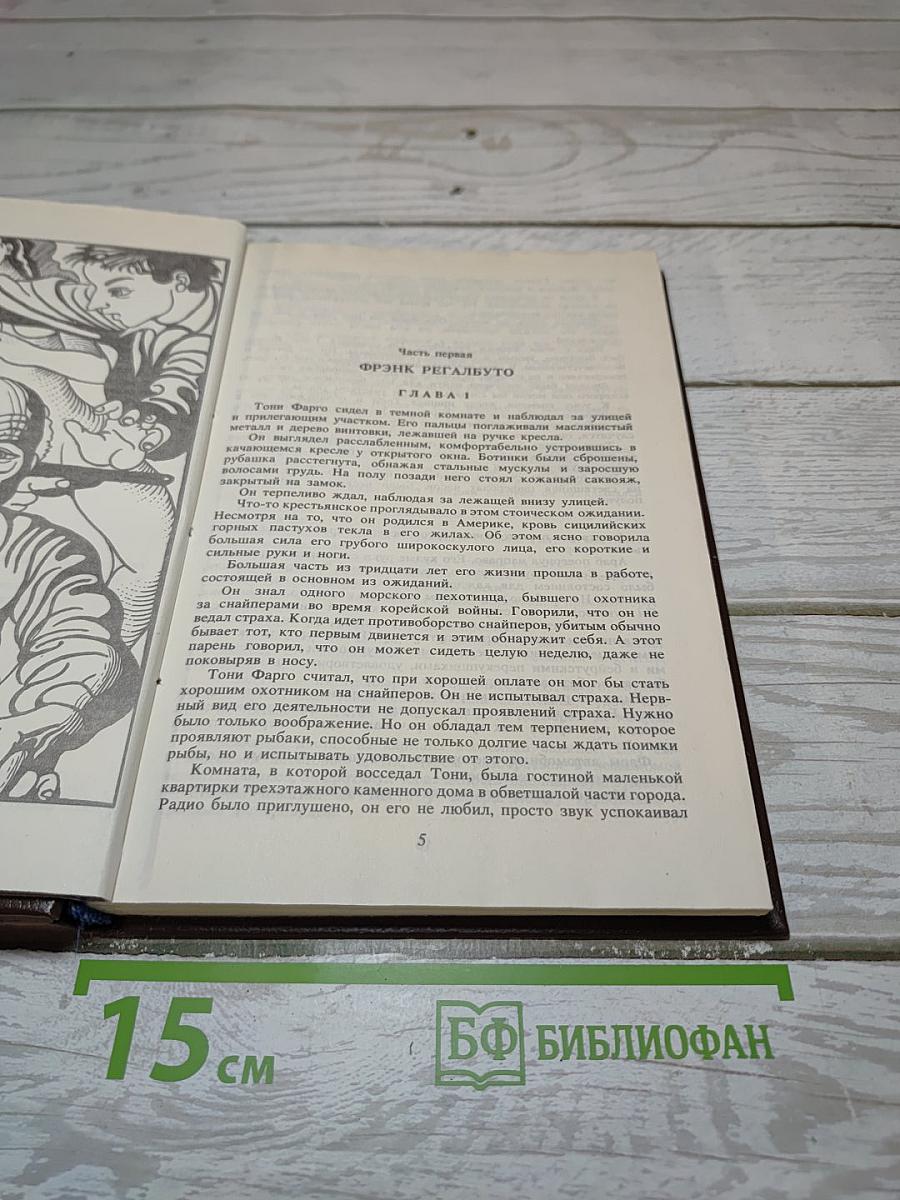 Часть первая
ФРЭНК РЕГАЛБУТО
ГЛАВА I
Тони Фарго сидел в темной комнате и наблюдал за улицей
и прилегающим участком. Его пальцы поглаживали маслянистый
металл и дерево винтовки, лежавшей на ручке кресла.
Он выглядел расслабленным, комфортабельно устроившись в
качающемся кресле у открытого окна. Ботинки были сброшены,
рубашка расстегнута, обнажая стальные мускулы и заросшую
волосами грудь. На полу позади него стоял кожаный саквояж,
закрытый на замок.
Он терпеливо ждал, наблюдая за лежащей внизу улицей.
Что-то крестьянское проглядывало в этом стоическом ожидании.
Несмотря на то, что он родился в Америке, кровь сицилийских
горных пастухов текла в его жилах. Об этом ясно говорила
большая сила его грубого широкоскулого лица, его короткие и
сильные руки и ноги.
Большая часть из тридцати лет его жизни прошла в работе,
состоящей в основном из ожиданий.
Он знал одного морского пехотинца, бывшего охотника
за снайперами во время корейской войны. Говорили, что он не
ведал страха. Когда идет противоборство снайперов, убитым обычно
бывает тот, кто первым двинется и этим обнаружит себя. А этот
парень говорил, что он может сидеть целую неделю, даже не
поковыряв в носу.
Тони Фарго считал, что при хорошей оплате он мог бы стать
хорошим охотником на снайперов. Он не испытывал страха. Нерв-
ный вид его деятельности не допускал проявлений страха. Нужно
было только воображение. Но он обладал тем терпением, которое
проявляют рыбаки, способные не только долгие часы ждать поимки
рыбы, но и испытывать удовольствие от этого.
Комната, в которой восседал Тони, была гостиной маленькой
квартирки трехэтажного каменного дома в обветшалой части города.
Радио было приглушено, он его не любил, просто звук успокаивал
5
15 см
БФ БИБЛИОФАН